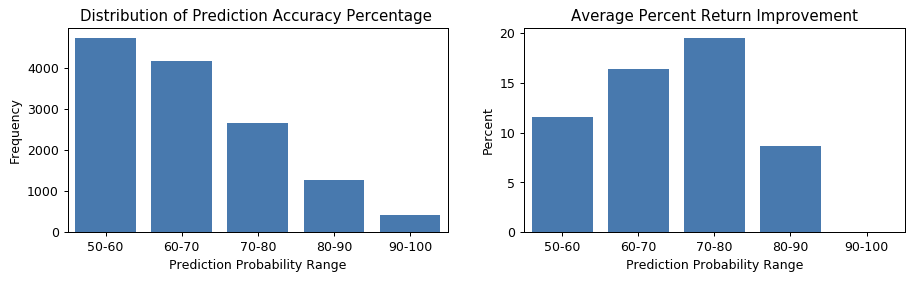 Distribution of Prediction Accuracy Percentage
Frequency
4000
3000
2000
1000
0
50-60 60-70 70-80 80-90 90-100
Prediction Probability Range
Average Percent Return Improvement
Percent
20
15
10
5
0
50-60 60-70 70-80 80-90 90-100
Prediction Probability Range